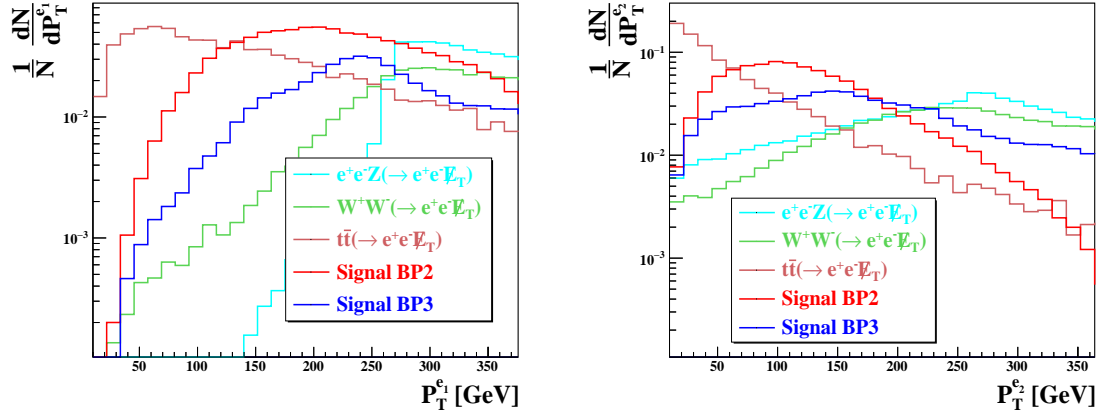 1/N dN/dP_T^{e_1}
10^{-2}
10^{-3}
e⁺e⁻Z(→ e⁺e⁻E̸_T)
W⁺W⁻(→ e⁺e⁻E̸_T)
tt̄(→ e⁺e⁻E̸_T)
Signal BP2
Signal BP3
50 100 150 200 250 300 350
P_T^{e_1} [GeV]
1/N dN/dP_T^{e_2}
10^{-1}
10^{-2}
10^{-3}
e⁺e⁻Z(→ e⁺e⁻E̸_T)
W⁺W⁻(→ e⁺e⁻E̸_T)
tt̄(→ e⁺e⁻E̸_T)
Signal BP2
Signal BP3
50 100 150 200 250 300 350
P_T^{e_2} [GeV]